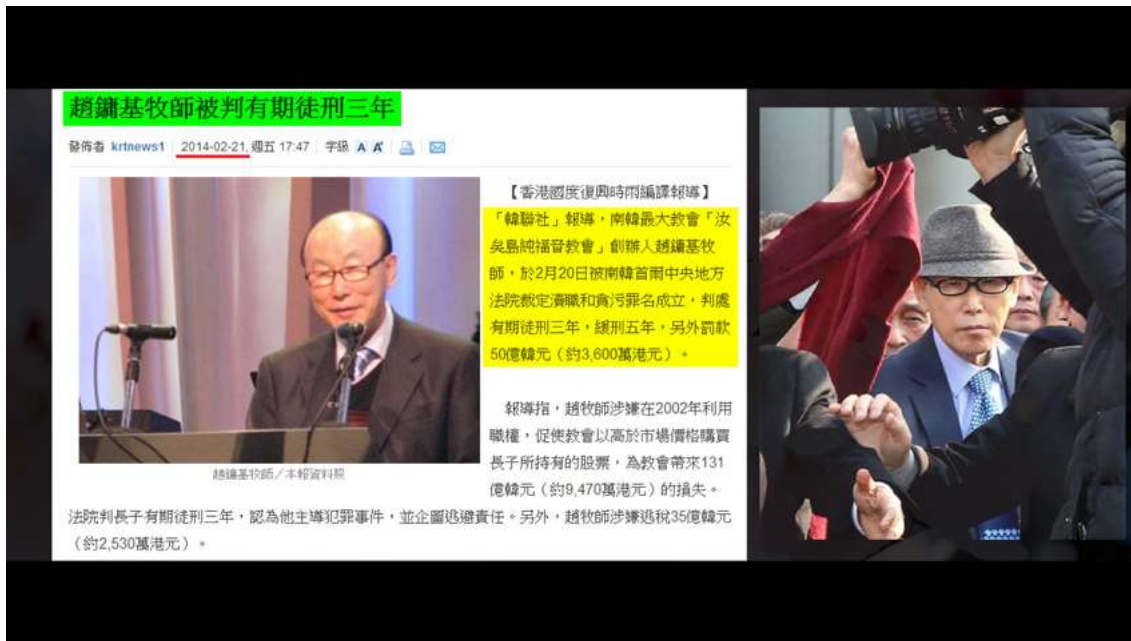 趙鏞基牧師被判有期徒刑三年
發佈者 krtnews1 2014-02-21, 週五 17:47 字級 A A
【香港國度復興時雨編譯報導】
「韓聯社」報導,南韓最大教會「汝
矣島純福音教會」創辦人趙鏞基牧
師,於2月20日被南韓首爾中央地方
法院裁定瀆職和貪污罪名成立,判處
有期徒刑三年,緩刑五年,另外罰款
50億韓元(約3,600萬港元)。
報導指,趙牧師涉嫌在2002年利用
職權,促使教會以高於市場價格購買
長子所持有的股票,為教會帶來131
億韓元(約9,470萬港元)的損失。
法院判長子有期徒刑三年,認為他主導犯罪事件,並企圖逃避責任。另外,趙牧師涉嫌逃稅35億韓元
(約2,530萬港元)。
趙鏞基牧師/本報資料照